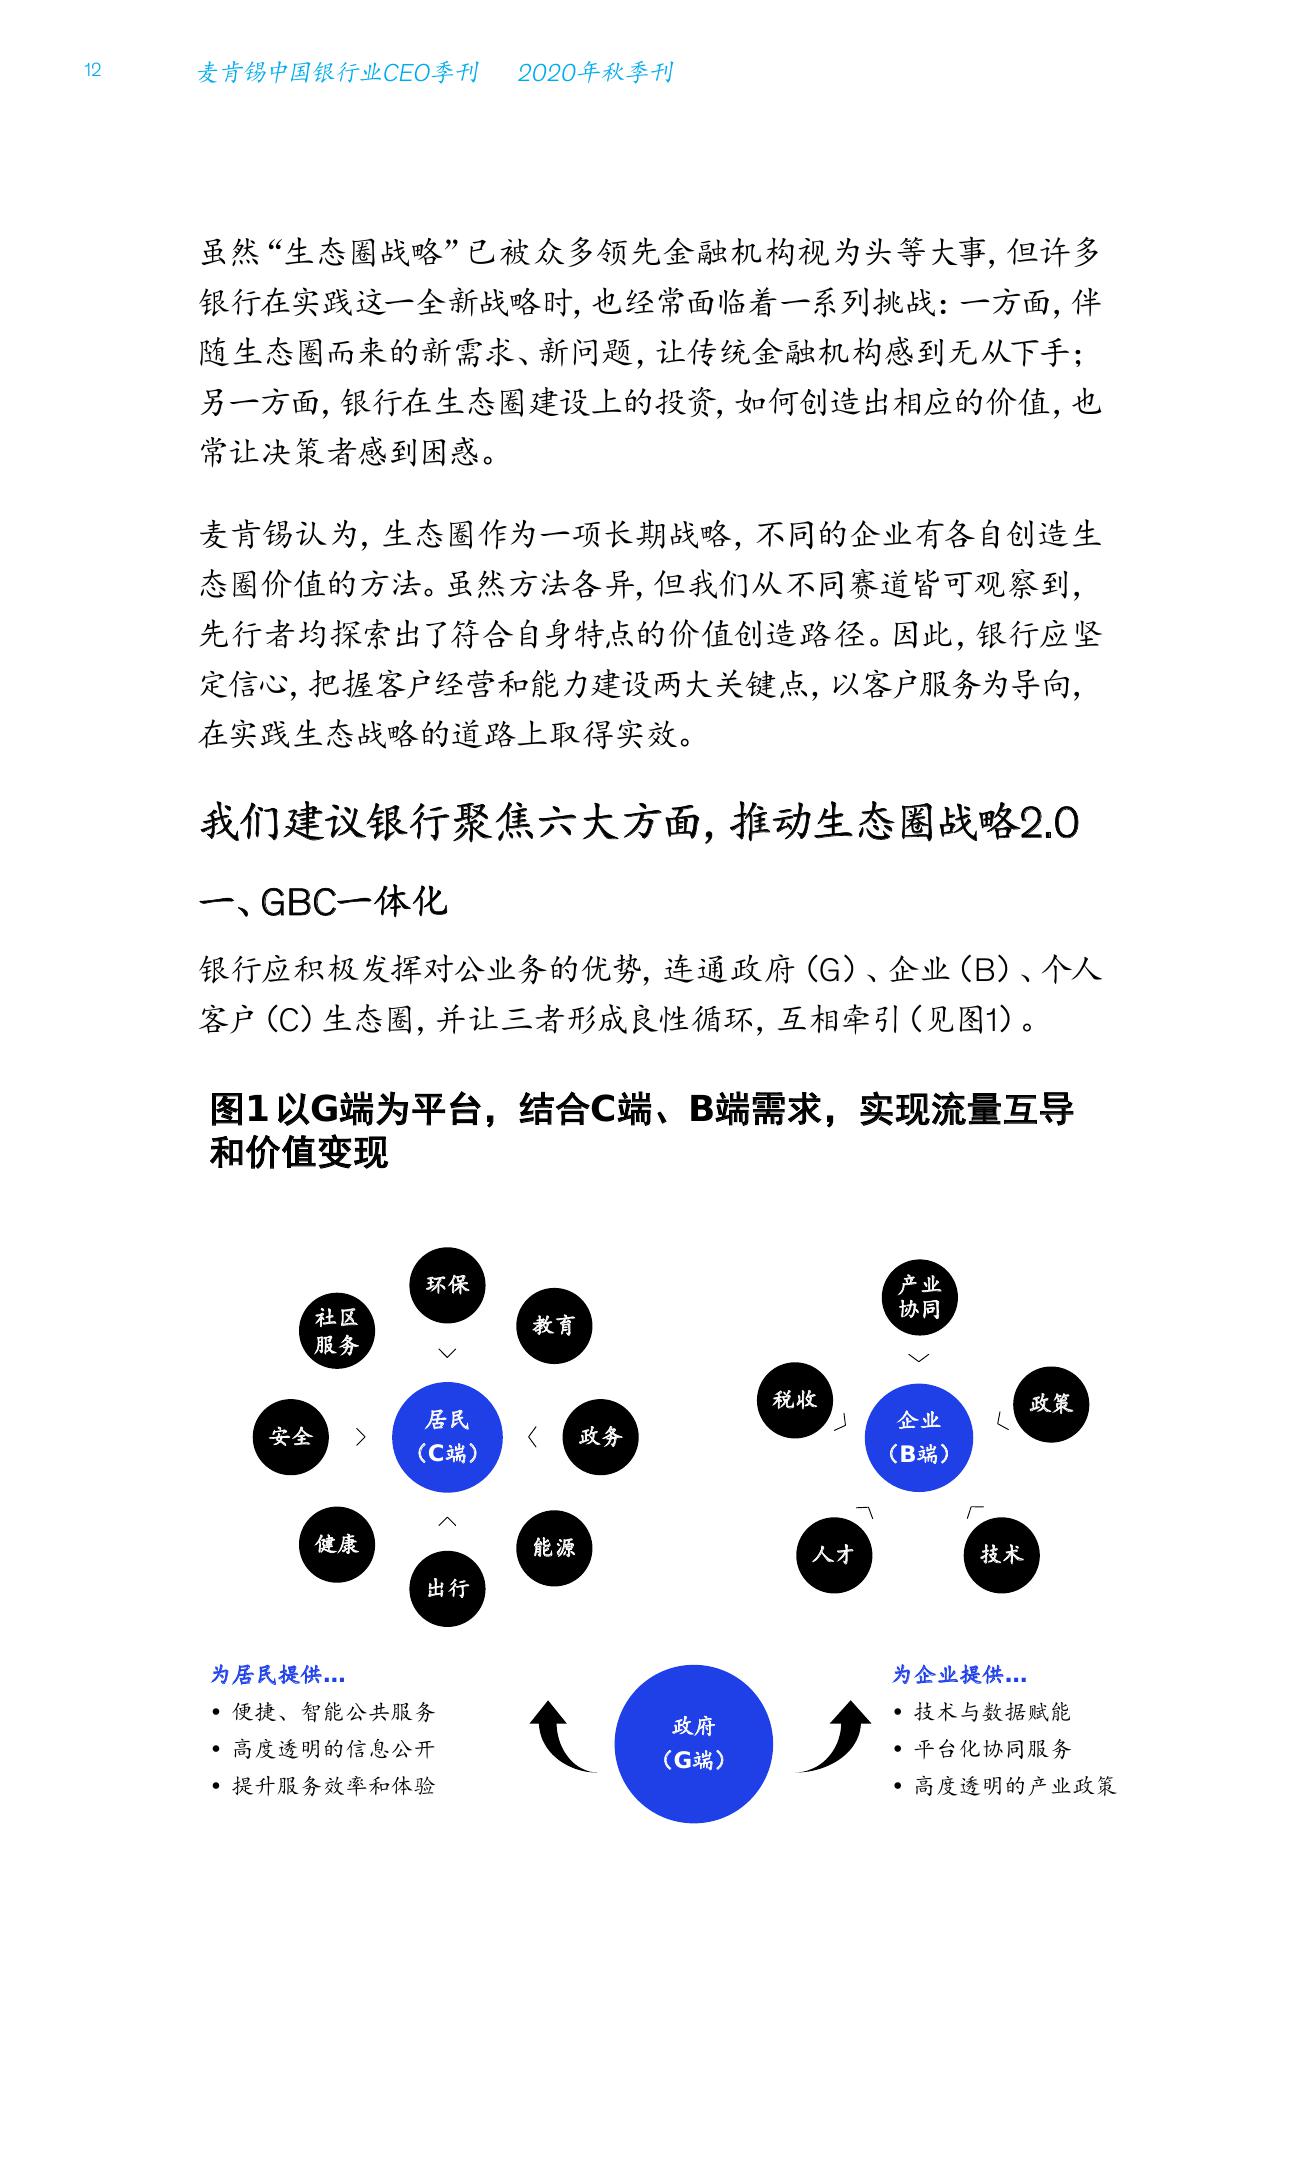 12
麦肯锡中国银行业CEO季刊 2020年秋季刊
虽然“生态圈战略”已被众多领先金融机构视为头等大事，但许多
银行在实践这一全新战略时，也经常面临着一系列挑战：一方面，伴
随生态圈而来的新需求、新问题，让传统金融机构感到无从下手；
另一方面，银行在生态圈建设上的投资，如何创造出相应的价值，也
常让决策者感到困惑。
麦肯锡认为，生态圈作为一项长期战略，不同的企业有各自创造生
态圈价值的方法。虽然方法各异，但我们从不同赛道皆可观察到，
先行者均探索出了符合自身特点的价值创造路径。因此，银行应坚
定信心，把握客户经营和能力建设两大关键点，以客户服务为导向，
在实践生态战略的道路上取得实效。
我们建议银行聚焦六大方面，推动生态圈战略2.0
一、GBC一体化
银行应积极发挥对公业务的优势，连通政府（G）、企业（B）、个人
客户（C）生态圈，并让三者形成良性循环，互相牵引（见图1）。
图1 以G端为平台，结合C端、B端需求，实现流量互导
和价值变现
环保
社区
服务
教育
安全
居民
（C端）
政务
健康
能源
出行
产业
协同
税收
政策
企业
（B端）
人才
技术
为居民提供...
• 便捷、智能公共服务
• 高度透明的信息公开
• 提升服务效率和体验
政府
（G端）
为企业提供...
• 技术与数据赋能
• 平台化协同服务
• 高度透明的产业政策